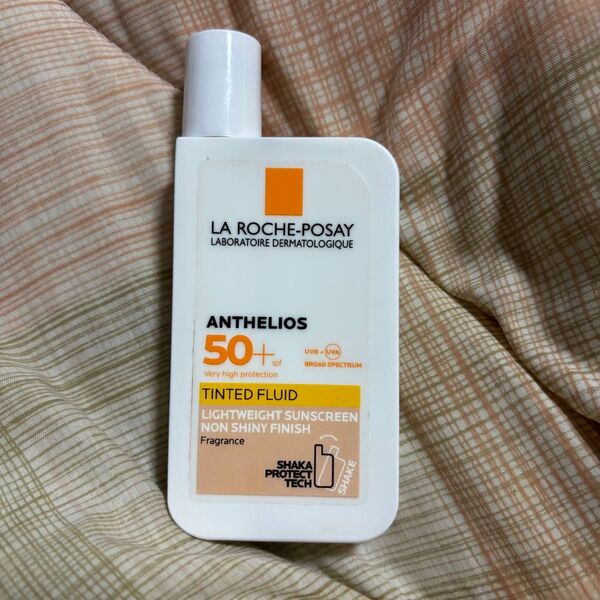 LA ROCHE-POSAY
LABORATOIRE DERMATOLOGIQUE
ANTHELIOS
50+ spf
UVB + UVA
BROAD SPECTRUM
Very high protection
TINTED FLUID
LIGHTWEIGHT SUNSCREEN
NON SHINY FINISH
Fragrance
SHAKA
PROTECT
TECH
SHAKE